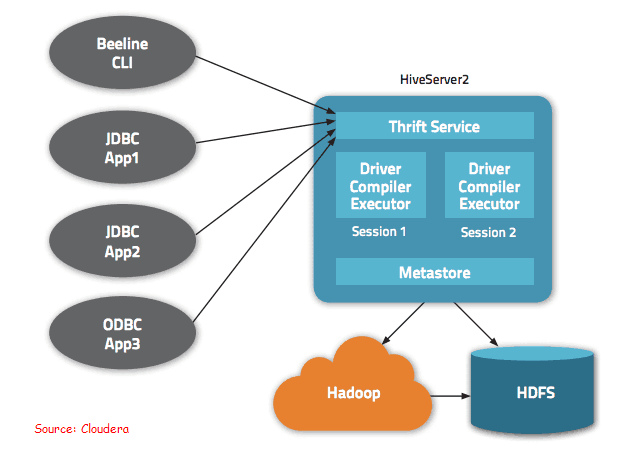 Beeline
CLI
JDBC
App1
JDBC
App2
ODBC
App3
HiveServer2
Thrift Service
Driver
Compiler
Executor
Session 1
Driver
Compiler
Executor
Session 2
Metastore
Hadoop
HDFS
Source: Cloudera